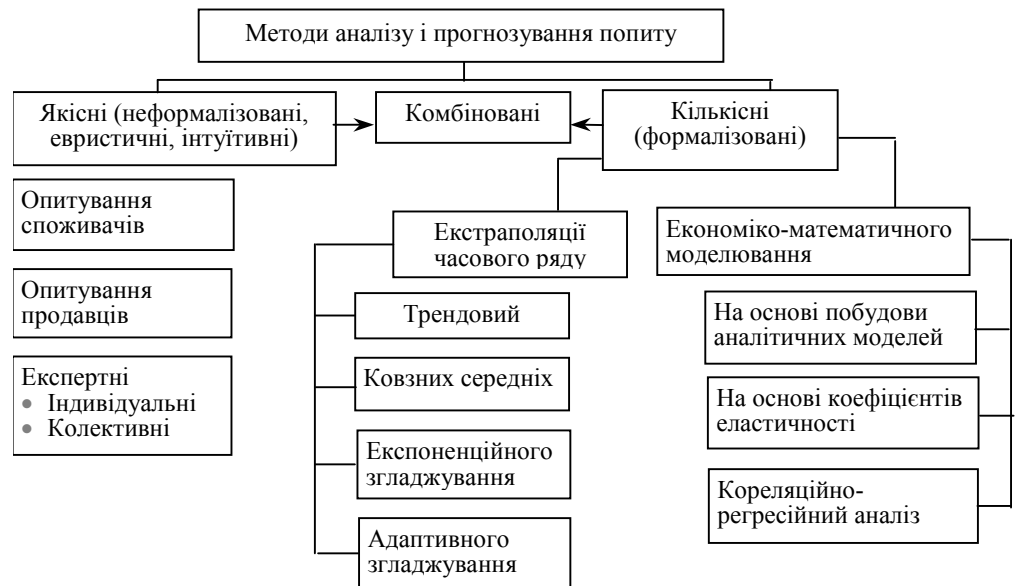 Методи аналізу і прогнозування попиту
Якісні (неформалізовані,
евристичні, інтуїтивні)
Комбіновані
Кількісні
(формалізовані)
Опитування
споживачів
Опитування
продавців
Експертні
• Індивідуальні
• Колективні
Екстраполяції
часового ряду
Трендовий
Ковзних середніх
Експоненційного
згладжування
Адаптивного
згладжування
Економіко-математичного
моделювання
На основі побудови
аналітичних моделей
На основі коефіцієнтів
еластичності
Кореляційно-
регресійний аналіз